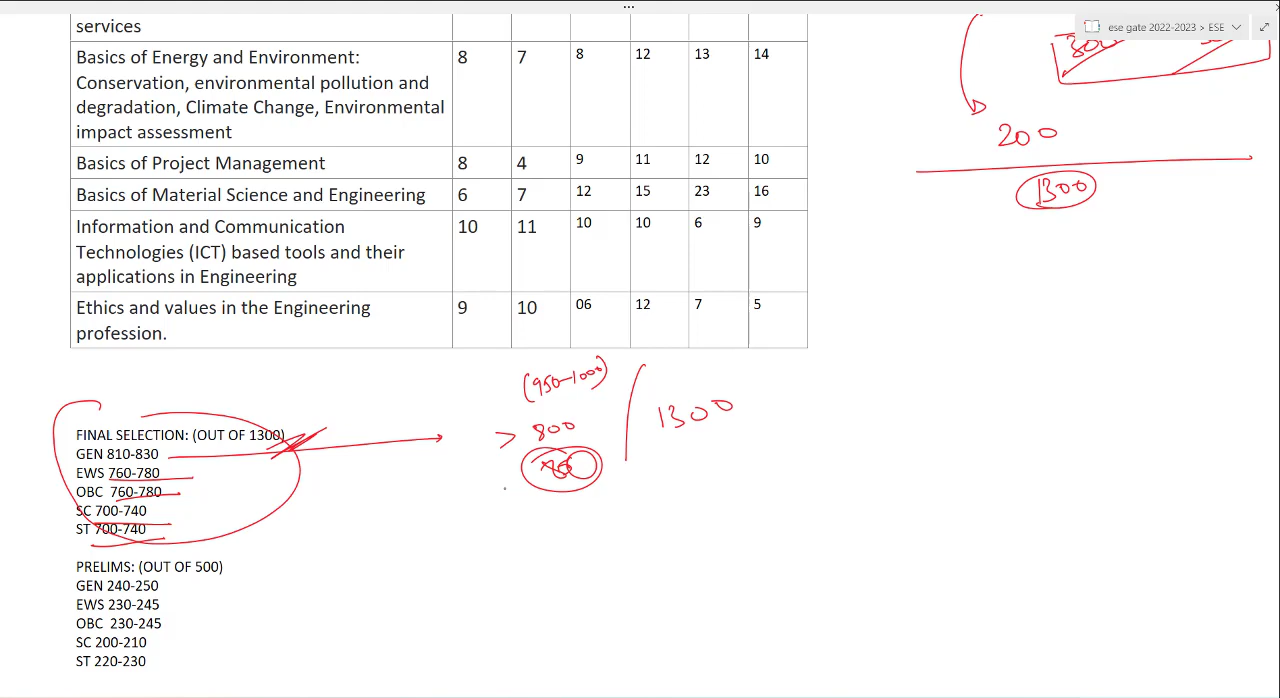 ese gate 2022-2023 > ESE
services
Basics of Energy and Environment: 8 7 8 12 13 14
Conservation, environmental pollution and
degradation, Climate Change, Environmental
impact assessment
Basics of Project Management 8 4 9 11 12 10
Basics of Material Science and Engineering 6 7 12 15 23 16
Information and Communication 10 11 10 10 6 9
Technologies (ICT) based tools and their
applications in Engineering
Ethics and values in the Engineering 9 10 06 12 7 5
profession.
200
1300
(950-1000)
> 800
1300
FINAL SELECTION: (OUT OF 1300)
GEN 810-830
EWS 760-780
OBC 760-780
SC 700-740
ST 700-740
PRELIMS: (OUT OF 500)
GEN 240-250
EWS 230-245
OBC 230-245
SC 200-210
ST 220-230